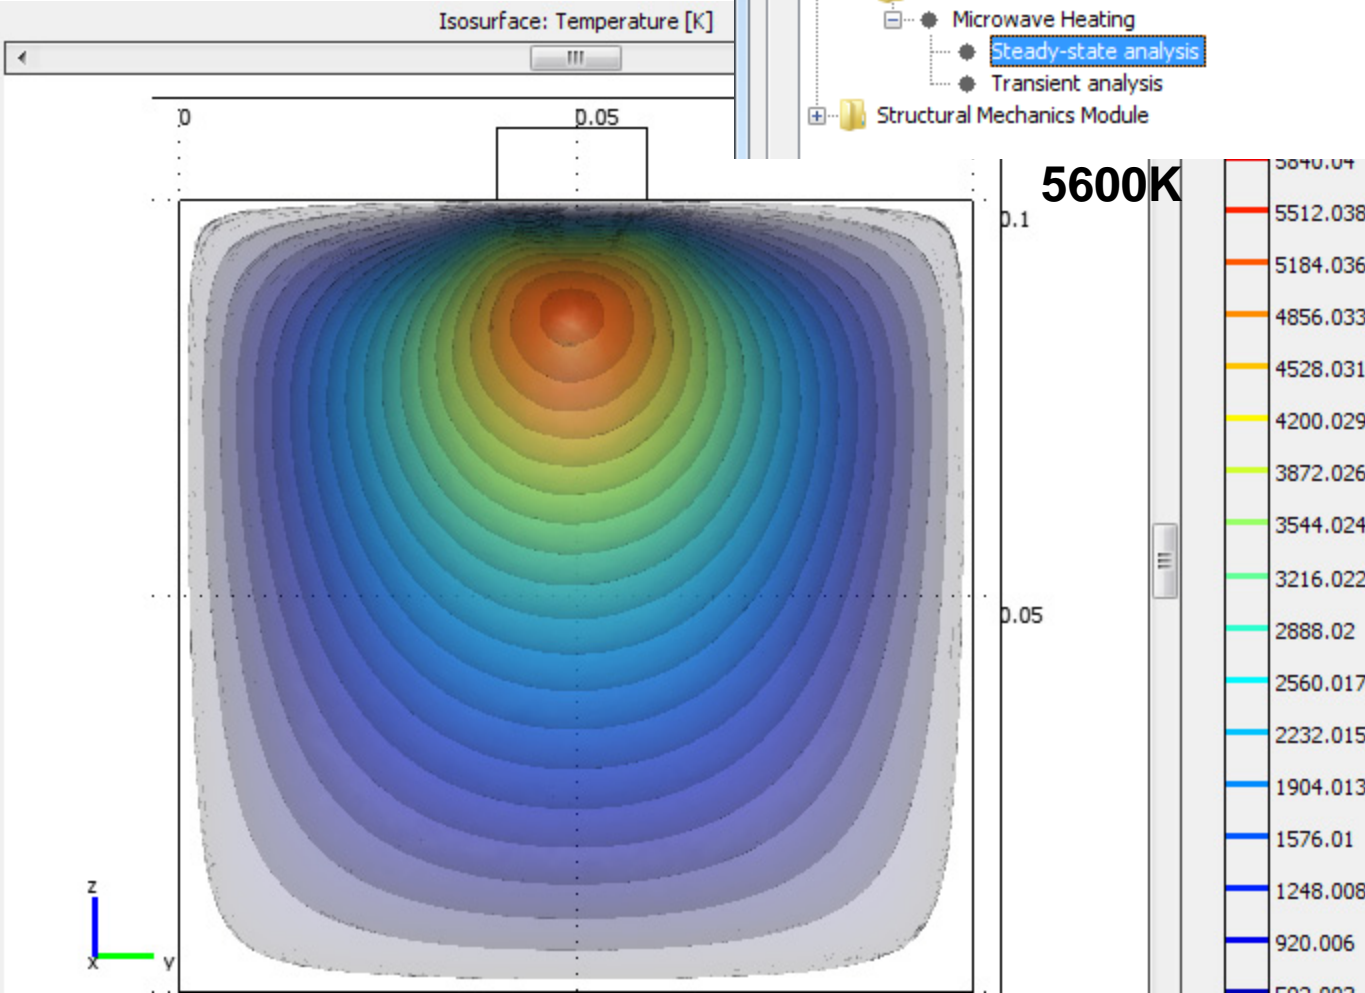 Isosurface: Temperature [K]
Microwave Heating
Steady-state analysis
Transient analysis
Structural Mechanics Module
0
0.05
5600K
0.1
0.05
z
x
y
5840.04
5512.038
5184.036
4856.033
4528.031
4200.029
3872.026
3544.024
3216.022
2888.02
2560.017
2232.015
1904.013
1576.01
1248.008
920.006